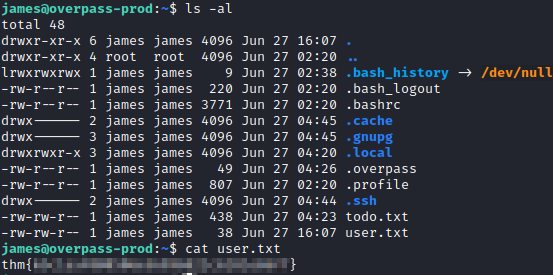 james@overpass-prod:~$ ls -al
total 48
drwxr-xr-x 6 james james 4096 Jun 27 16:07 .
drwxr-xr-x 4 root root 4096 Jun 27 02:20 ..
lrwxrwxrwx 1 james james 9 Jun 27 02:38 .bash_history → /dev/null
-rw-r--r-- 1 james james 220 Jun 27 02:20 .bash_logout
-rw-r--r-- 1 james james 3771 Jun 27 02:20 .bashrc
drwx------ 2 james james 4096 Jun 27 04:45 .cache
drwx------ 3 james james 4096 Jun 27 04:45 .gnupg
drwxrwxr-x 3 james james 4096 Jun 27 04:20 .local
-rw-r--r-- 1 james james 49 Jun 27 04:26 .overpass
-rw-r--r-- 1 james james 807 Jun 27 02:20 .profile
drwx------ 2 james james 4096 Jun 27 04:44 .ssh
-rw-rw-r-- 1 james james 438 Jun 27 04:23 todo.txt
-rw-rw-r-- 1 james james 38 Jun 27 16:07 user.txt
james@overpass-prod:~$ cat user.txt
thm{}